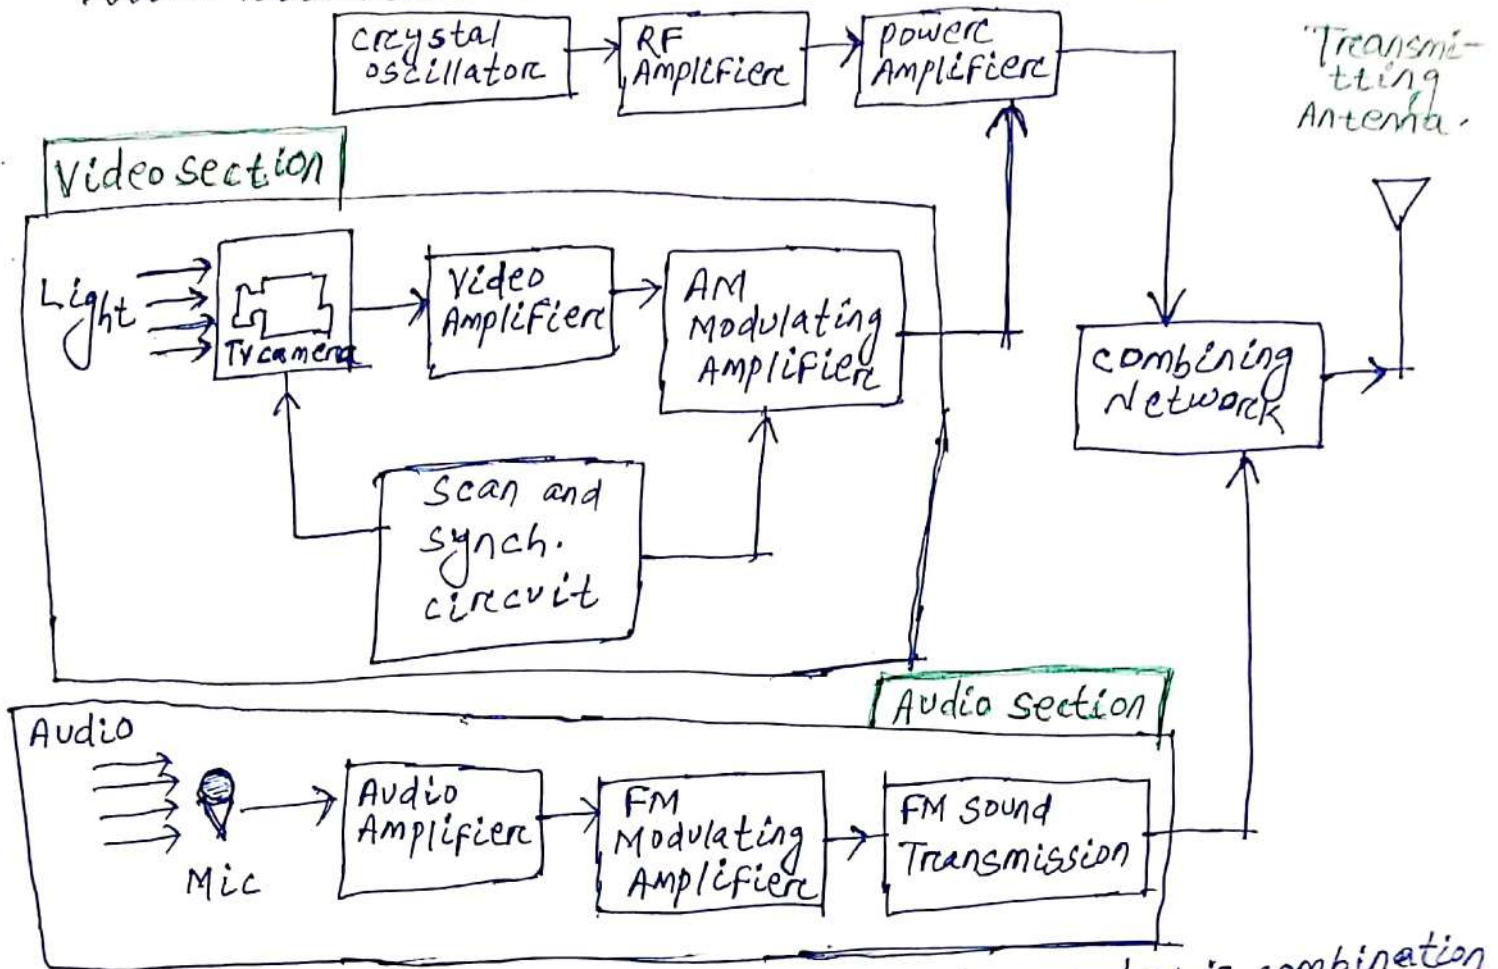 Crystal
oscillator
RF
Amplifier
power
Amplifier
Transmi-
tting
Antenna.
Video section
Light
TV camera
Video
Amplifier
AM
Modulating
Amplifier
Combining
Network
Scan and
synch.
circuit
Audio section
Audio
Mic
Audio
Amplifier
FM
Modulating
Amplifier
FM Sound
Transmission
is combination